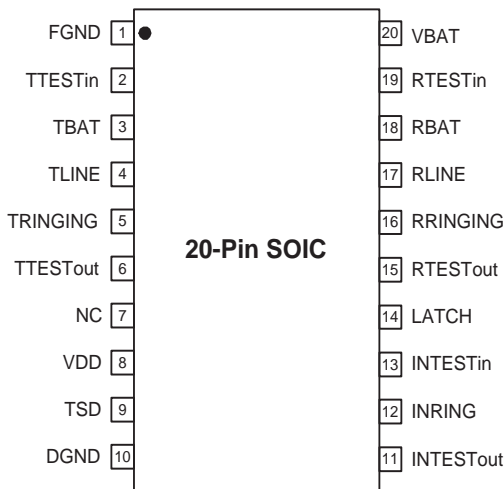 FGND 1 20 VBAT
TTESTin 2 19 RTESTin
TBAT 3 18 RBAT
TLINE 4 17 RLINE
TRINGING 5 16 RRINGING
20-Pin SOIC
TTESTout 6 15 RTESTout
NC 7 14 LATCH
VDD 8 13 INTESTin
TSD 9 12 INRING
DGND 10 11 INTESTout